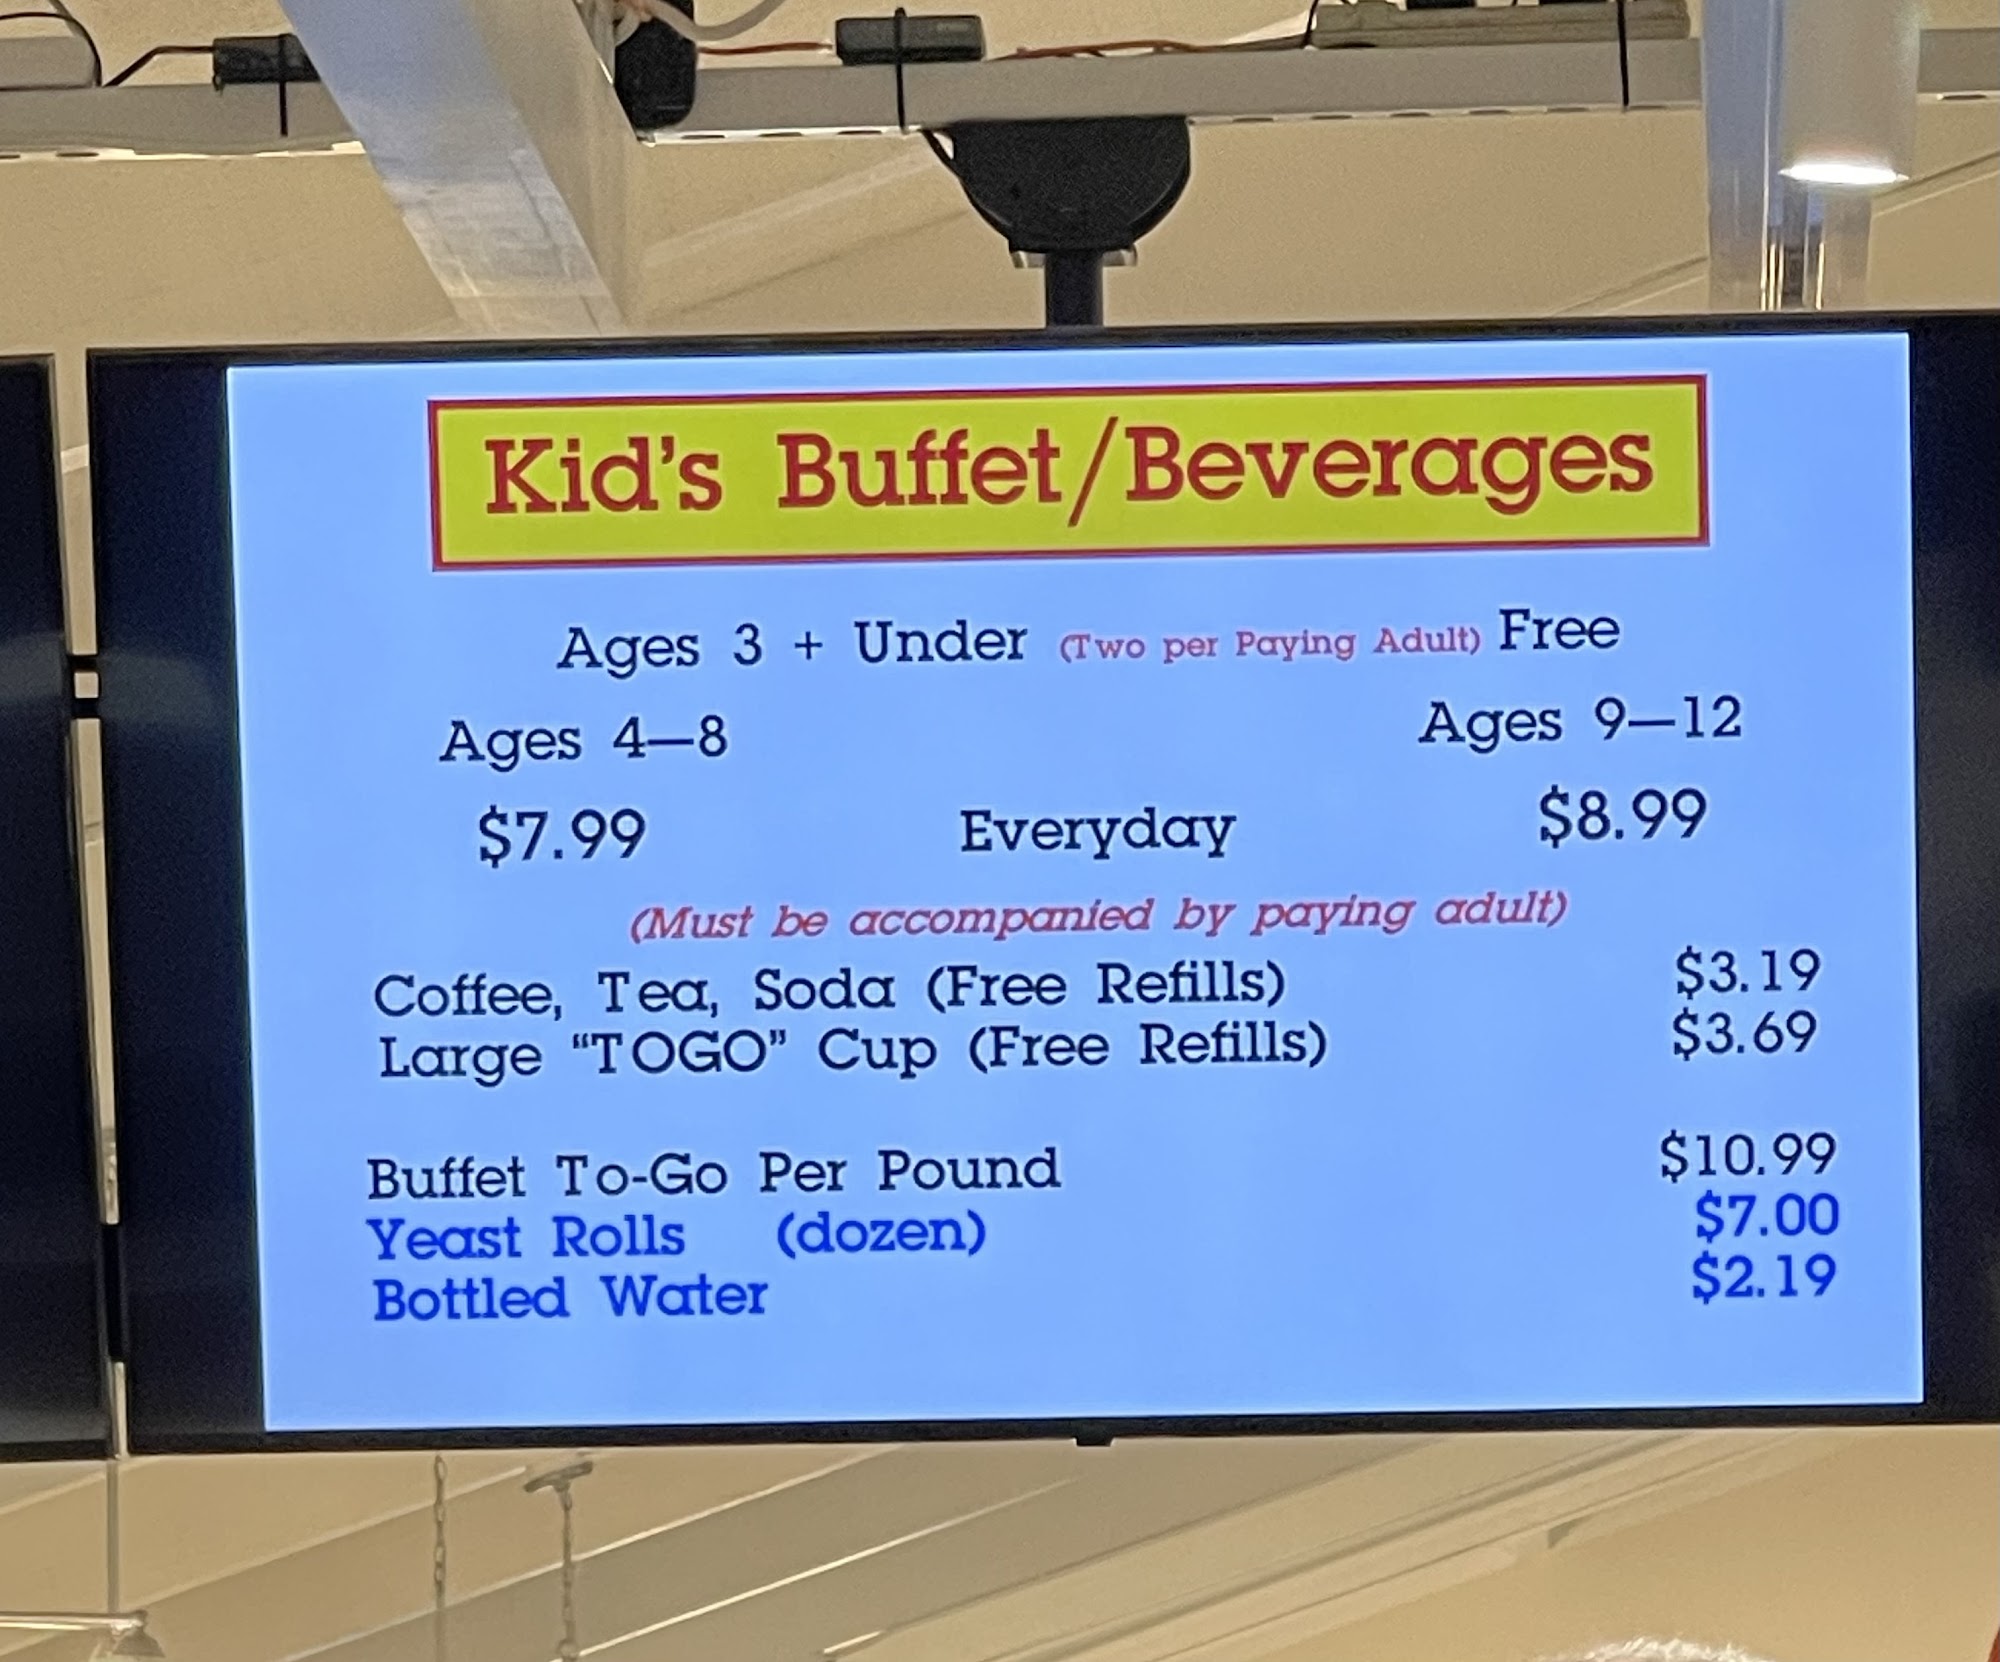 Kid's Buffet/Beverages
Ages 3 + Under (Two per Paying Adult) Free
Ages 4–8 Ages 9–12
$7.99 Everyday $8.99
(Must be accompanied by paying adult)
Coffee, Tea, Soda (Free Refills) $3.19
Large “TOGO” Cup (Free Refills) $3.69
Buffet To-Go Per Pound $10.99
Yeast Rolls (dozen) $7.00
Bottled Water $2.19